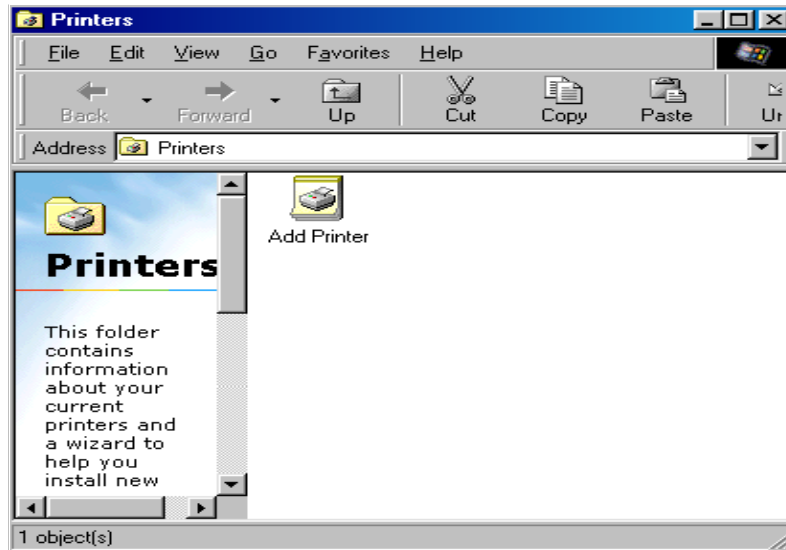 Printers
File Edit View Go Favorites Help
Back Forward Up Cut Copy Paste
Address Printers
Printers
This folder
contains
information
about your
current
printers and
a wizard to
help you
install new
Add Printer
1 object(s)